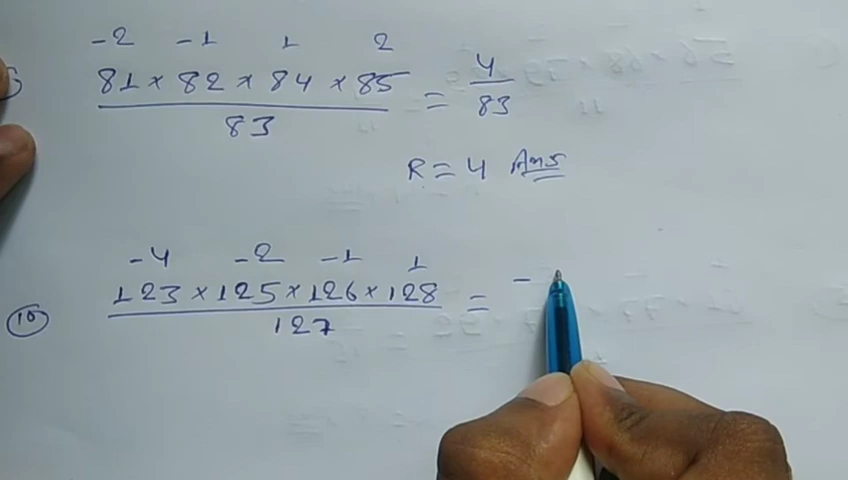 -2 -1 1 2
81 × 82 × 84 × 85 = 4
83 83
R = 4 Ans
-4 -2 -1 1
10 123 × 125 × 126 × 128 = -
127